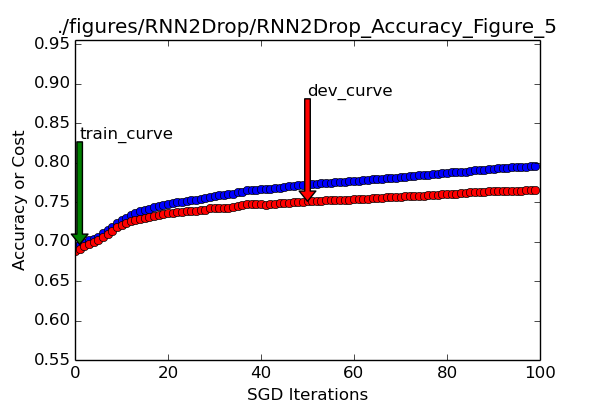 ./figures/RNN2Drop/RNN2Drop_Accuracy_Figure_5
0.95
0.90
0.85
0.80
0.75
0.70
0.65
0.60
0.55
Accuracy or Cost
dev_curve
train_curve
0 20 40 60 80 100
SGD Iterations